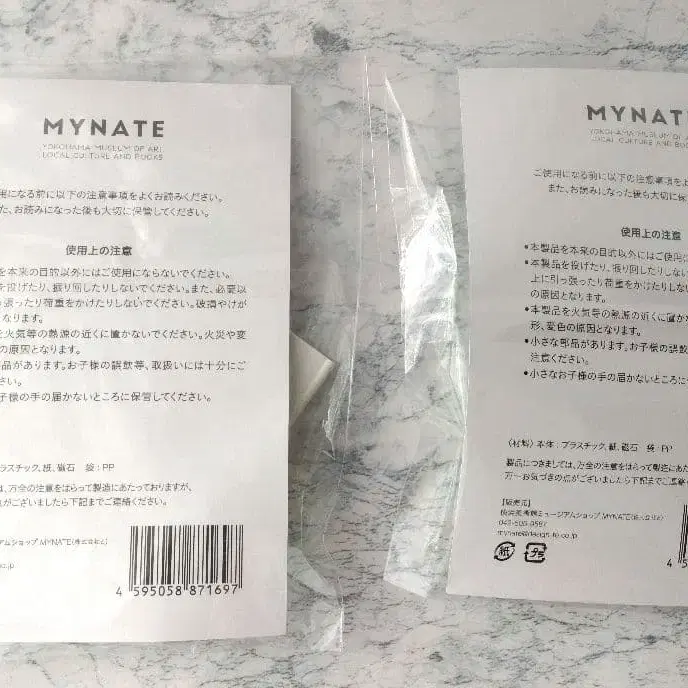 MYNATE
YOKOHAMA MUSEUM OF ART
LOCAL CULTURE AND BOOKS
用になる前に以下の注意事項をよくお読みください。
た、お読みになった後も大切に保管してください。
使用上の注意
を本来の目的以外にはご使用にならないでください。
を投げたり、振り回したりしないでください。また、必要以
っ張ったり荷重をかけたりしないでください。破損やけが
なります。
を火気等の熱源の近くに置かないでください。火災や変
の原因となります。
品があります。お子様の誤飲等、取扱いには十分にご
さい。
子様の手の届かないところに保管してください。
プラスチック、紙、磁石 袋:PP
は、万全の注意をはらって製造にあたっておりますが、
がございましたら下記までご連絡ください。
アムショップ MYNATE
.jp
4 595058 871697
MYNATE
YOKOHAMA MUSEUM OF
LOCAL CULTURE AND BOO
ご使用になる前に以下の注意事項をよ
また、お読みになった後も大切に保
使用上の注意
•本製品を本来の目的以外にはご使用に
•本製品を投げたり、振り回したりしない
上に引っ張ったり荷重をかけたりしない
の原因となります。
•本製品を火気等の熱源の近くに置か
形、変色の原因となります。
•小さな部品があります。お子様の誤飲
注意ください。
•小さなお子様の手の届かないところに
〈材料〉本体:プラスチック、紙、磁石 袋:PP
製品につきましては、万全の注意をはらって製造にあた
万一お気づきの点がございましたら下記までご連絡
【販売元】
横浜美術館ミュージアムショップ MYNATE
紙 プラ
4 5